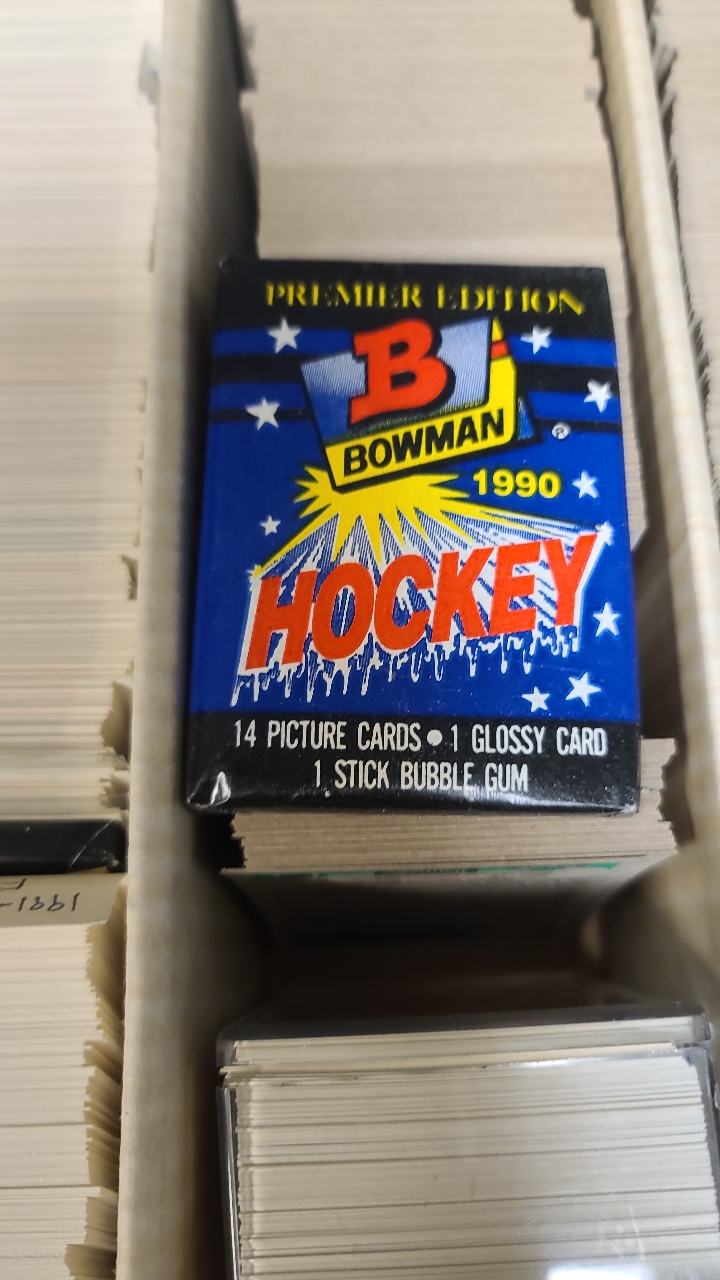 PREMIER EDITION
B
BOWMAN
®
1990
HOCKEY
14 PICTURE CARDS • 1 GLOSSY CARD
1 STICK BUBBLE GUM